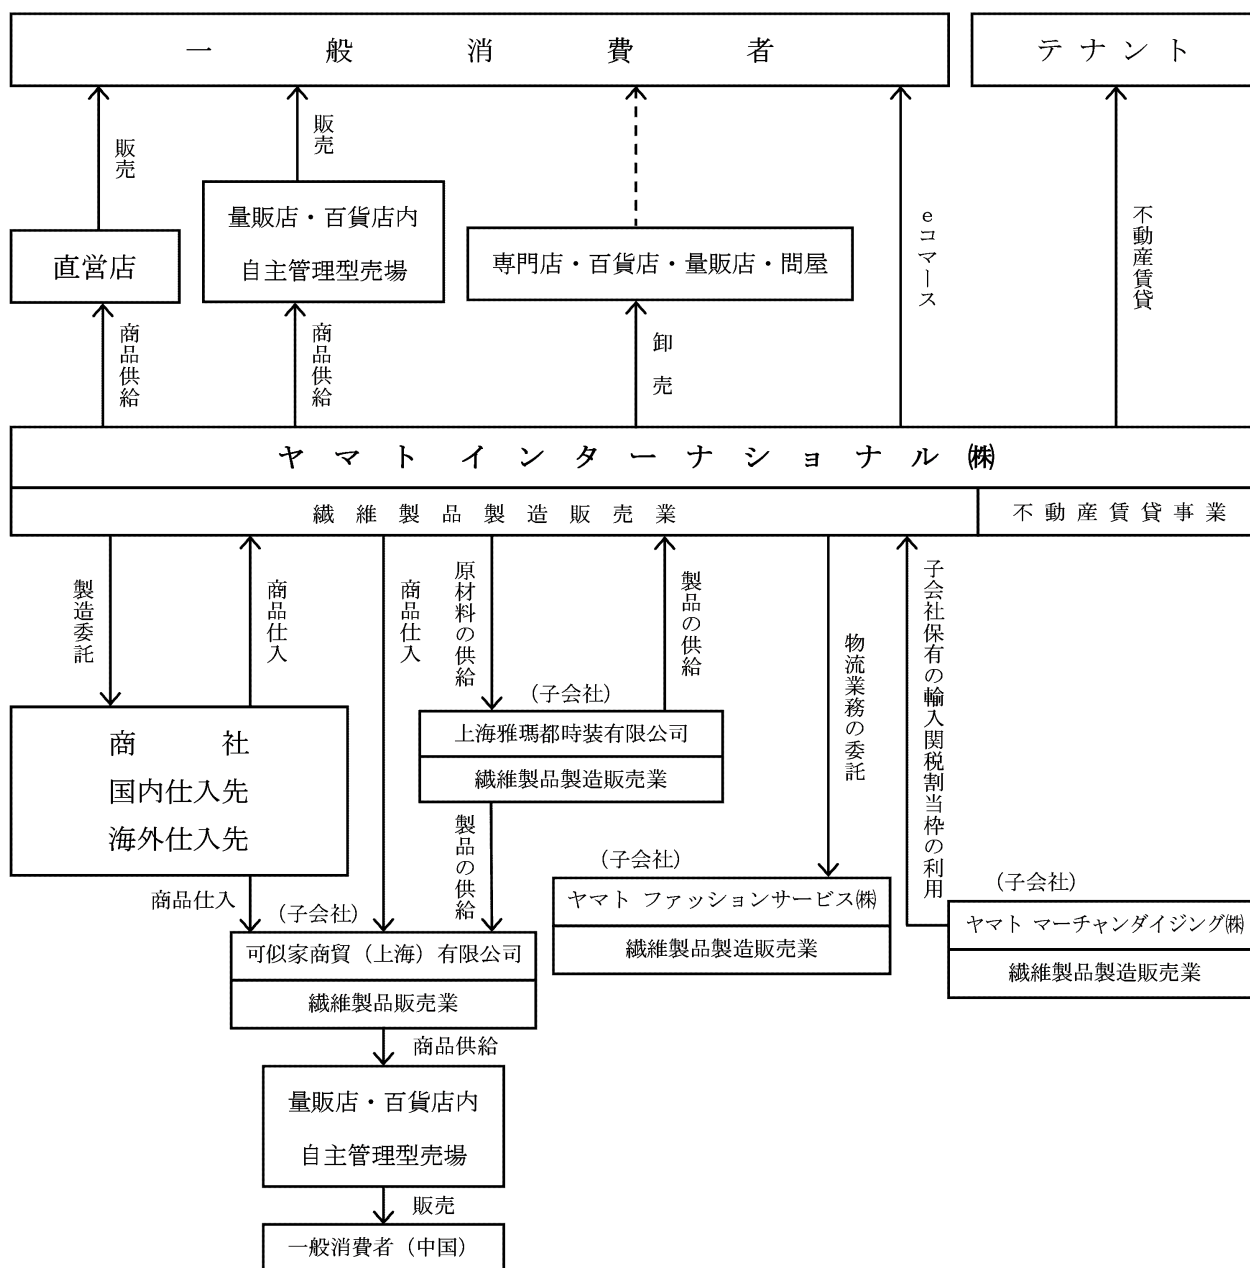 一般消費者
テナント
販売
販売
直営店
量販店・百貨店内
自主管理型売場
専門店・百貨店・量販店・問屋
eコマース
不動産賃貸
商品供給
商品供給
卸売
ヤマト インターナショナル㈱
繊維製品製造販売業
不動産賃貸事業
製造委託
商品仕入
商品仕入
原材料の供給
製品の供給
物流業務の委託
子会社保有の輸入関税割当枠の利用
商社
国内仕入先
海外仕入先
（子会社）
上海雅瑪都時装有限公司
繊維製品製造販売業
製品の供給
商品仕入
（子会社）
可似家商貿（上海）有限公司
繊維製品販売業
（子会社）
ヤマト ファッションサービス㈱
繊維製品製造販売業
（子会社）
ヤマト マーチャンダイジング㈱
繊維製品製造販売業
商品供給
量販店・百貨店内
自主管理型売場
販売
一般消費者（中国）